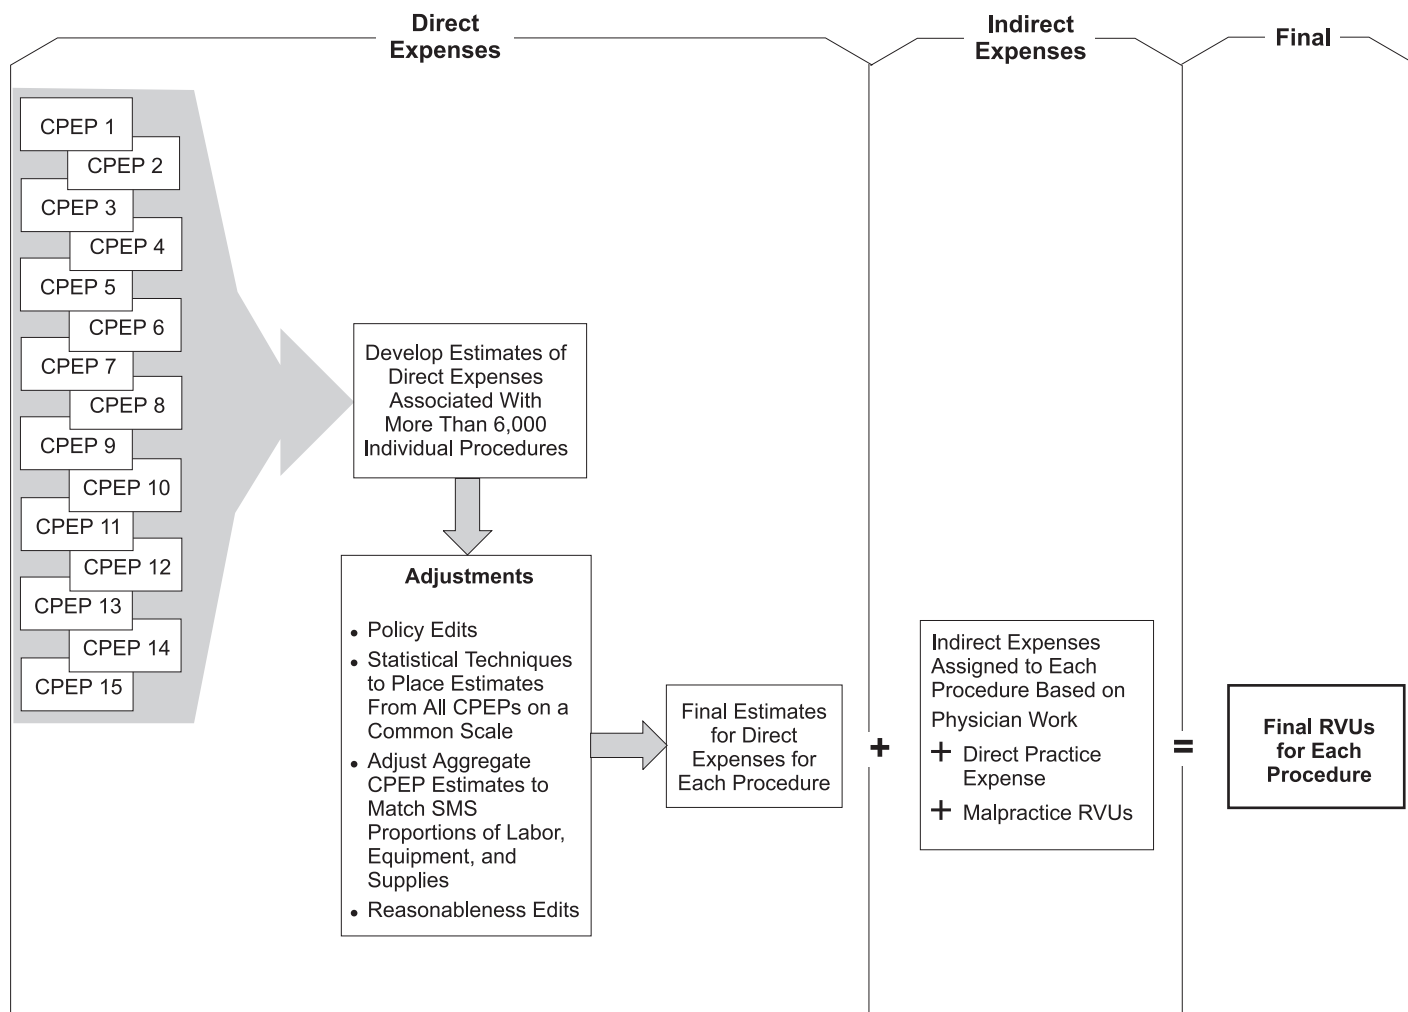 Direct
Expenses
Indirect
Expenses
Final
CPEP 1
CPEP 2
CPEP 3
CPEP 4
CPEP 5
CPEP 6
CPEP 7
CPEP 8
CPEP 9
CPEP 10
CPEP 11
CPEP 12
CPEP 13
CPEP 14
CPEP 15
Develop Estimates of
Direct Expenses
Associated With
More Than 6,000
Individual Procedures
Adjustments
• Policy Edits
• Statistical Techniques
to Place Estimates
From All CPEPs on a
Common Scale
• Adjust Aggregate
CPEP Estimates to
Match SMS
Proportions of Labor,
Equipment, and
Supplies
• Reasonableness Edits
Final Estimates
for Direct
Expenses for
Each Procedure
+
Indirect Expenses
Assigned to Each
Procedure Based on
Physician Work
+ Direct Practice
Expense
+ Malpractice RVUs
=
Final RVUs
for Each
Procedure